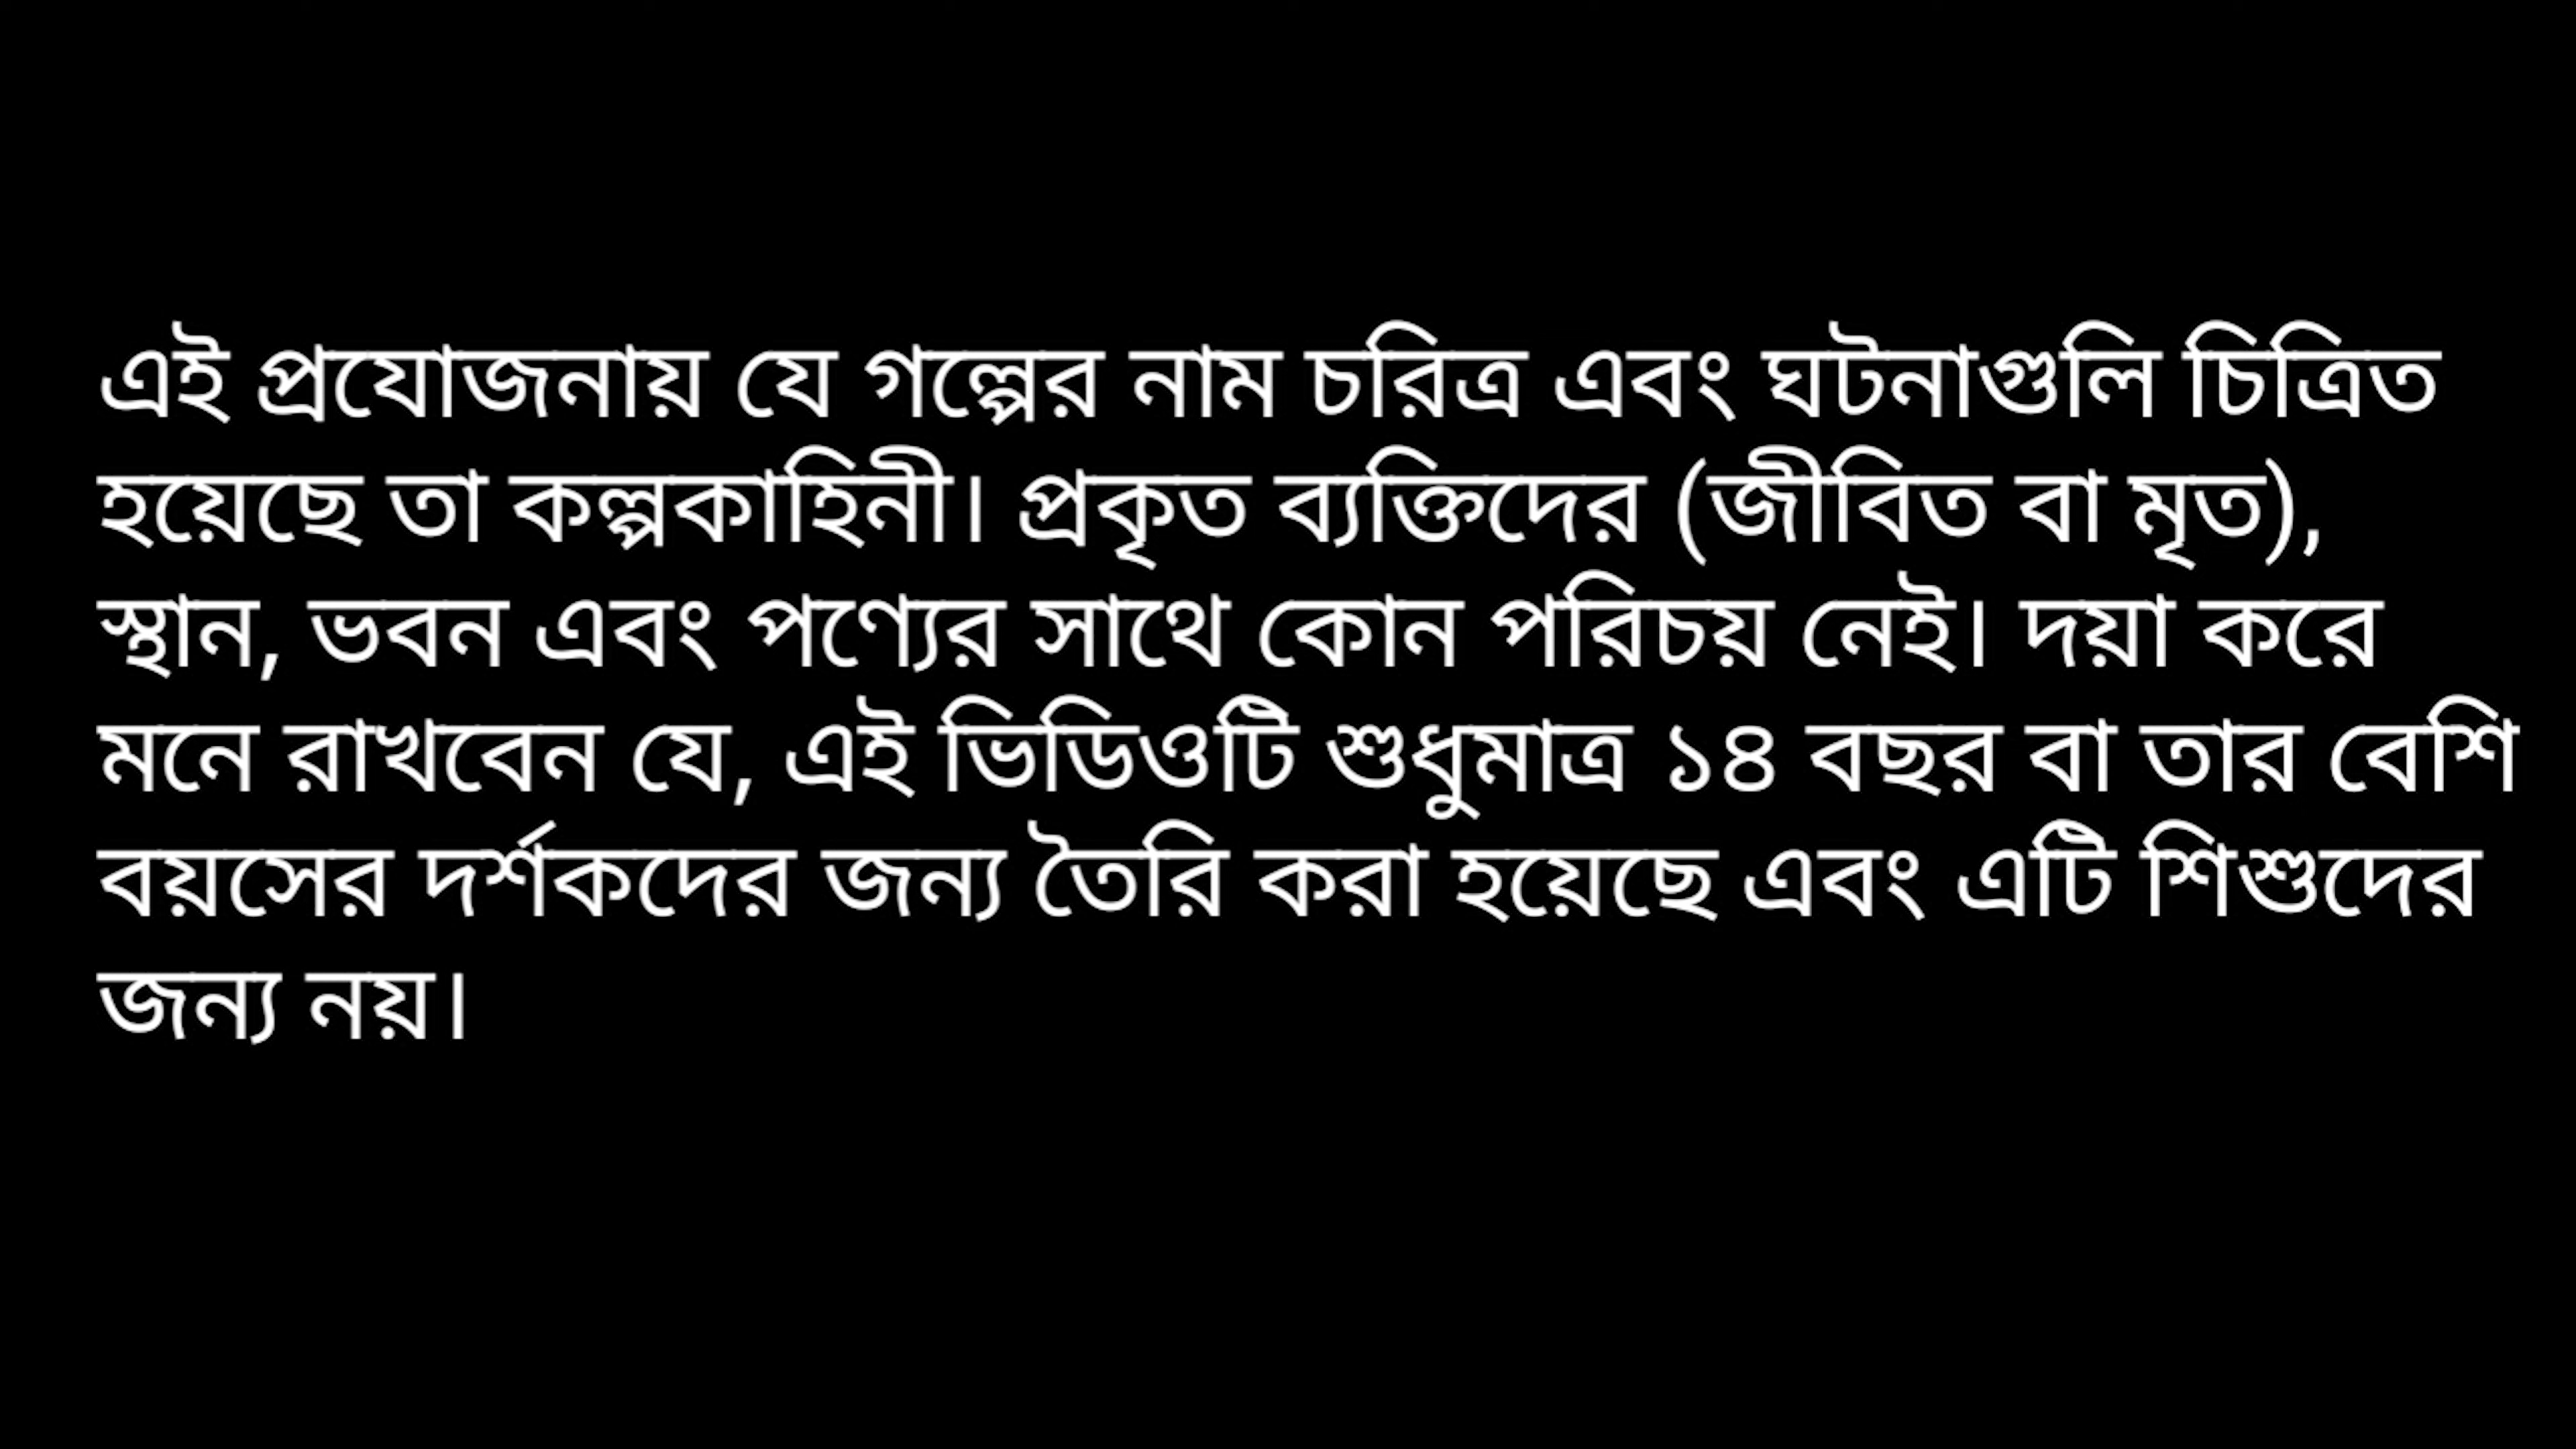 এই প্রযোজনায় যে গল্পের নাম চরিত্র এবং ঘটনাগুলি চিত্রিত
হয়েছে তা কল্পকাহিনী। প্রকৃত ব্যক্তিদের (জীবিত বা মৃত),
স্থান, ভবন এবং পণ্যের সাথে কোন পরিচয় নেই। দয়া করে
মনে রাখবেন যে, এই ভিডিওটি শুধুমাত্র ১৪ বছর বা তার বেশি
বয়সের দর্শকদের জন্য তৈরি করা হয়েছে এবং এটি শিশুদের
জন্য নয়।